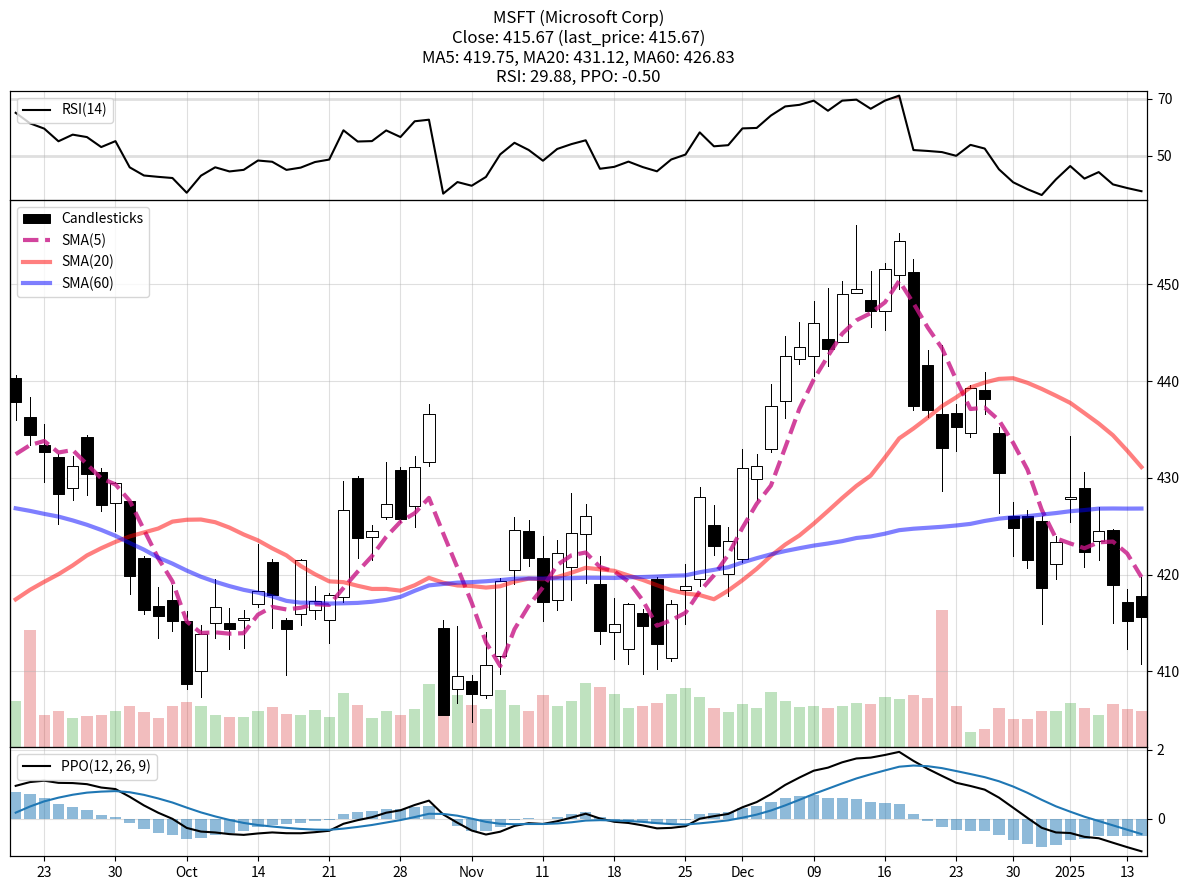 MSFT (Microsoft Corp)
Close: 415.67 (last_price: 415.67)
MA5: 419.75, MA20: 431.12, MA60: 426.83
RSI: 29.88, PPO: -0.50
RSI(14)
70
50
Candlesticks
SMA(5)
SMA(20)
SMA(60)
450
440
430
420
410
PPO(12, 26, 9)
2
0
23 30 Oct 14 21 28 Nov 11 18 25 Dec 09 16 23 30 2025 13